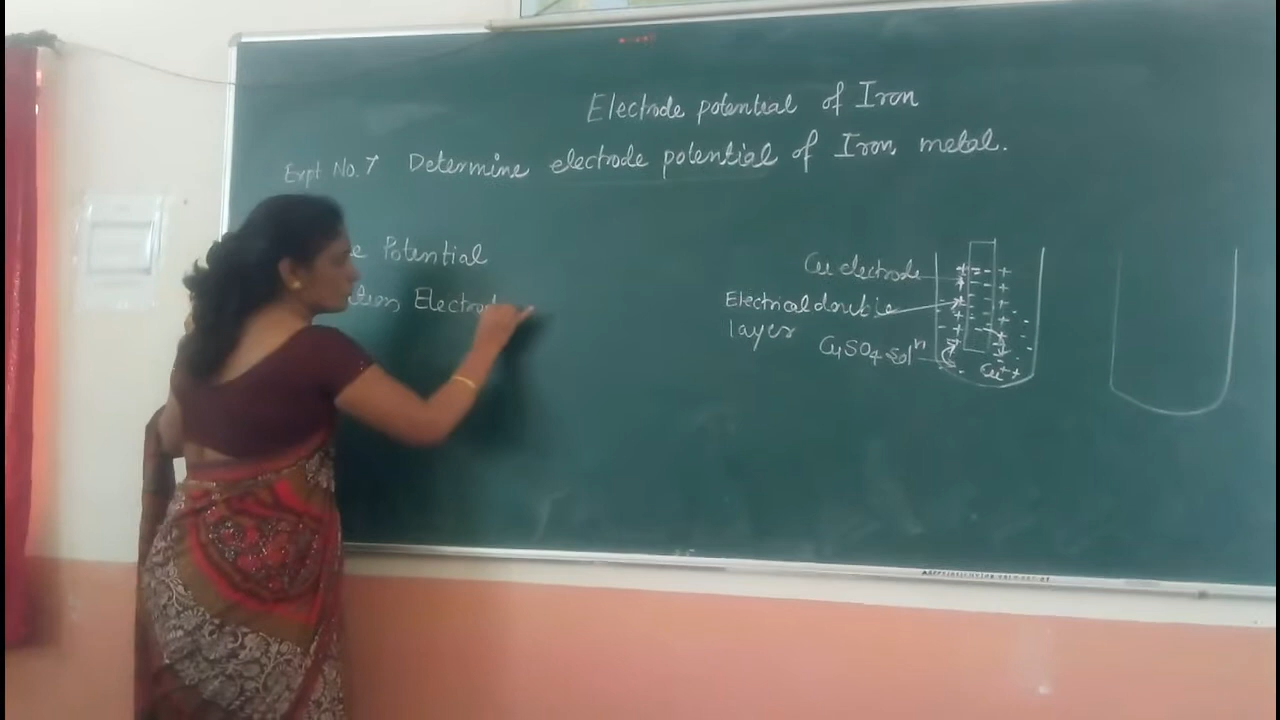 Electrode potential of Iron
Expt No. 7 Determine electrode potential of Iron metal.
Potential
Cu electrode
Electrical double
layer
CuSO4 Soln
Cu++